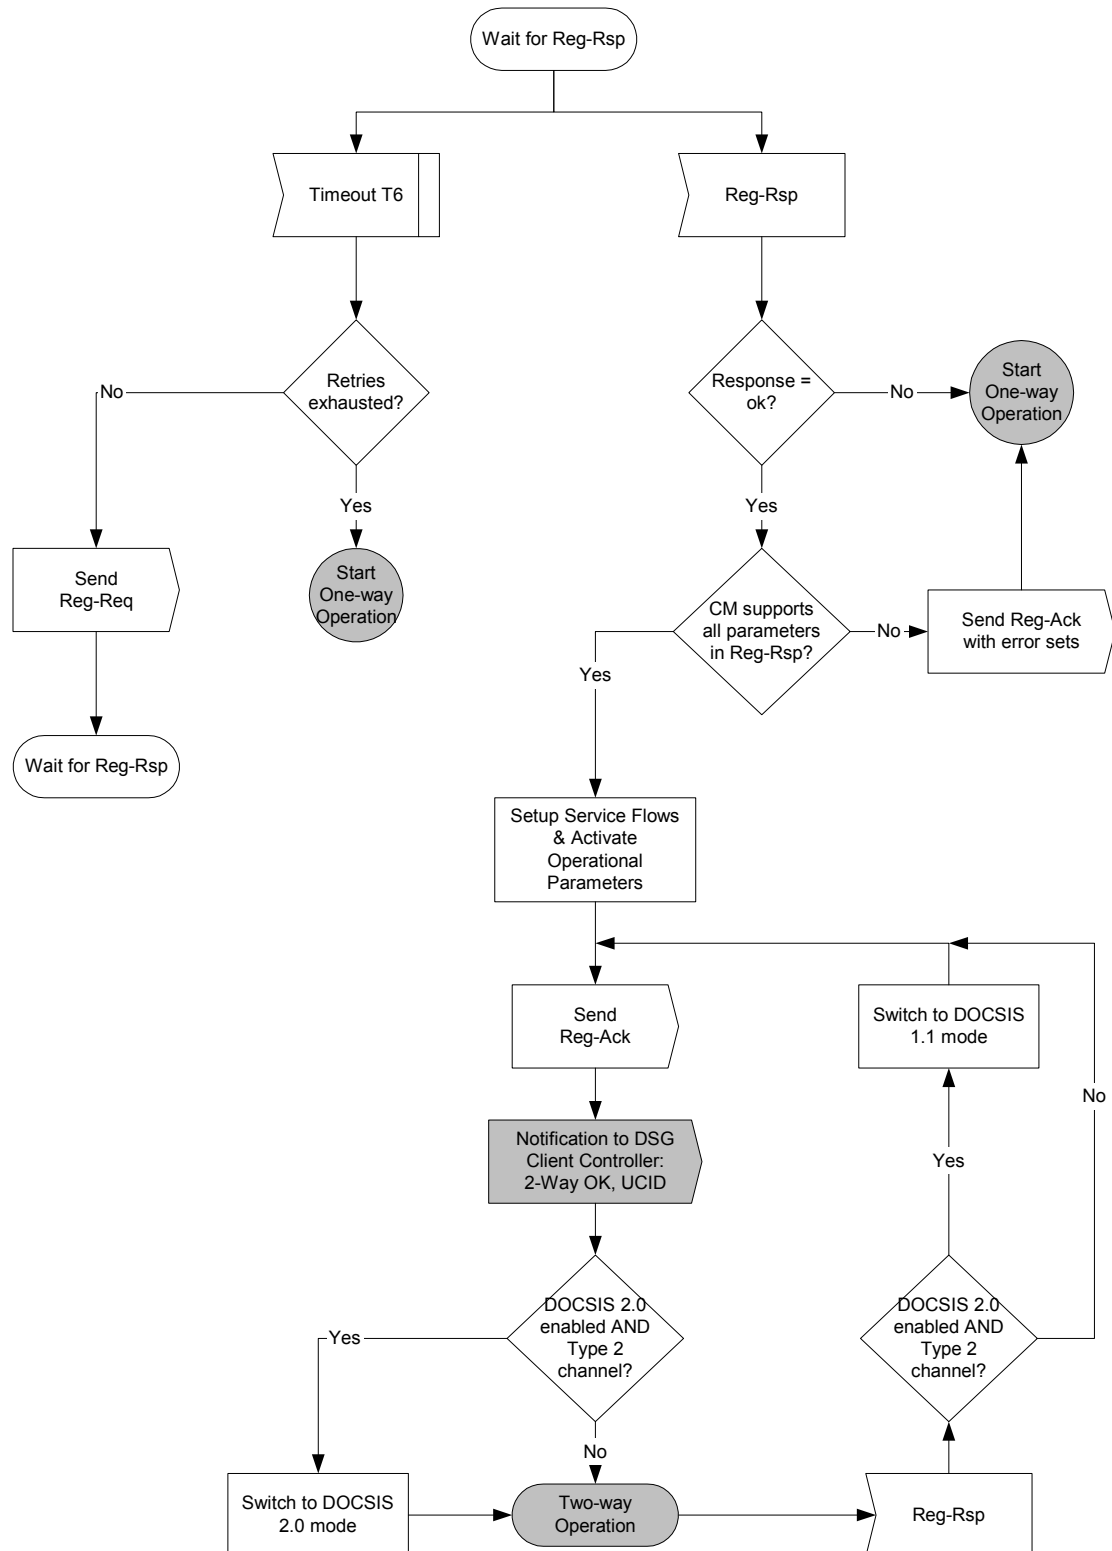 Wait for Reg-Rsp
Timeout T6
Reg-Rsp
Retries
exhausted?
No
Yes
Response =
ok?
No
Yes
Start
One-way
Operation
Send
Reg-Req
Start
One-way
Operation
CM supports
all parameters
in Reg-Rsp?
No
Yes
Send Reg-Ack
with error sets
Wait for Reg-Rsp
Setup Service Flows
& Activate
Operational
Parameters
Send
Reg-Ack
Switch to DOCSIS
1.1 mode
No
Notification to DSG
Client Controller:
2-Way OK, UCID
Yes
DOCSIS 2.0
enabled AND
Type 2
channel?
Yes
No
DOCSIS 2.0
enabled AND
Type 2
channel?
Switch to DOCSIS
2.0 mode
Two-way
Operation
Reg-Rsp